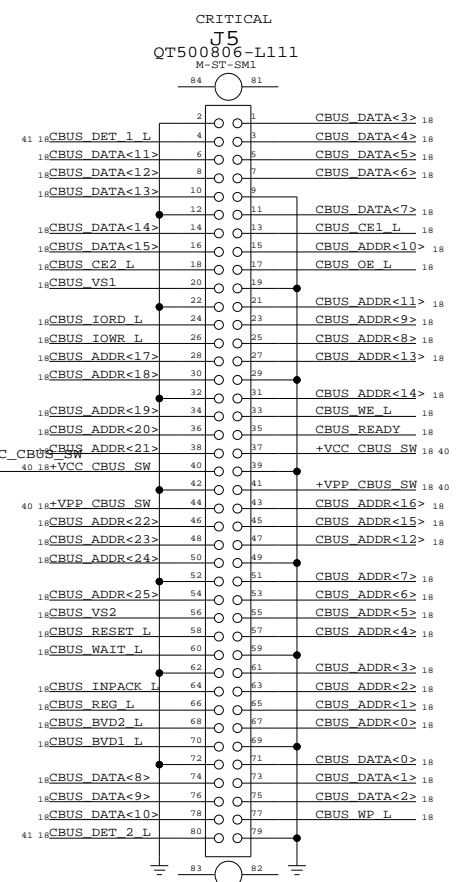 CRITICAL
J5
QT500806-L111
M-ST-SM1
84 81
2 1 CBUS_DATA<3> 18
41 18 CBUS_DET_1_L 4 3 CBUS_DATA<4> 18
18 CBUS_DATA<11> 6 5 CBUS_DATA<5> 18
18 CBUS_DATA<12> 8 7 CBUS_DATA<6> 18
18 CBUS_DATA<13> 10 9
12 11 CBUS_DATA<7> 18
18 CBUS_DATA<14> 14 13 CBUS_CE1_L 18
18 CBUS_DATA<15> 16 15 CBUS_ADDR<10> 18
18 CBUS_CE2_L 18 17 CBUS_OE_L 18
18 CBUS_VS1 20 19
22 21 CBUS_ADDR<11> 18
18 CBUS_IORD_L 24 23 CBUS_ADDR<9> 18
18 CBUS_IOWR_L 26 25 CBUS_ADDR<8> 18
18 CBUS_ADDR<17> 28 27 CBUS_ADDR<13> 18
18 CBUS_ADDR<18> 30 29
32 31 CBUS_ADDR<14> 18
18 CBUS_ADDR<19> 34 33 CBUS_WE_L 18
18 CBUS_ADDR<20> 36 35 CBUS_READY 18
18 CBUS_ADDR<21> 38 37 +VCC_CBUS_SW 18 40
C_CBUS_SW
40 18 +VCC_CBUS_SW 40 39
42 41 +VPP_CBUS_SW 18 40
40 18 +VPP_CBUS_SW 44 43 CBUS_ADDR<16> 18
18 CBUS_ADDR<22> 46 45 CBUS_ADDR<15> 18
18 CBUS_ADDR<23> 48 47 CBUS_ADDR<12> 18
18 CBUS_ADDR<24> 50 49
52 51 CBUS_ADDR<7> 18
18 CBUS_ADDR<25> 54 53 CBUS_ADDR<6> 18
18 CBUS_VS2 56 55 CBUS_ADDR<5> 18
18 CBUS_RESET_L 58 57 CBUS_ADDR<4> 18
18 CBUS_WAIT_L 60 59
62 61 CBUS_ADDR<3> 18
18 CBUS_INPACK_L 64 63 CBUS_ADDR<2> 18
18 CBUS_REG_L 66 65 CBUS_ADDR<1> 18
18 CBUS_BVD2_L 68 67 CBUS_ADDR<0> 18
18 CBUS_BVD1_L 70 69
72 71 CBUS_DATA<0> 18
18 CBUS_DATA<8> 74 73 CBUS_DATA<1> 18
18 CBUS_DATA<9> 76 75 CBUS_DATA<2> 18
18 CBUS_DATA<10> 78 77 CBUS_WP_L 18
41 18 CBUS_DET_2_L 80 79
83 82